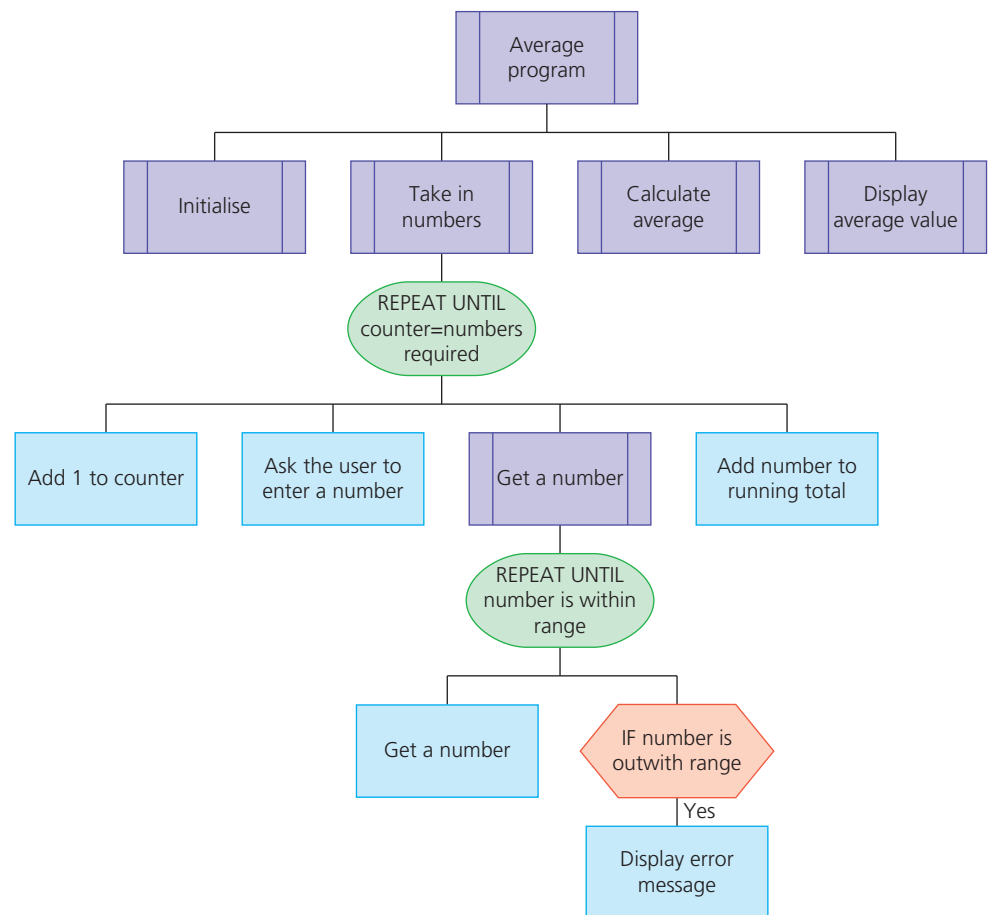 Average
program
Initialise
Take in
numbers
Calculate
average
Display
average value
REPEAT UNTIL
counter=numbers
required
Add 1 to counter
Ask the user to
enter a number
Get a number
Add number to
running total
REPEAT UNTIL
number is within
range
Get a number
IF number is
outwith range
Yes
Display error
message